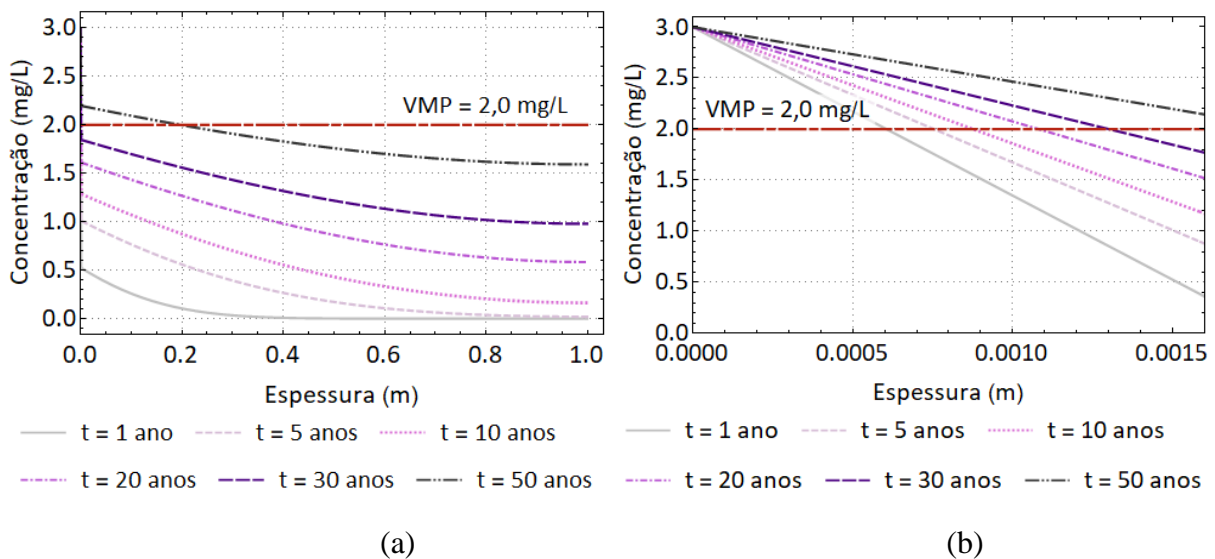 3.0
2.5
2.0
1.5
1.0
0.5
0.0
Concentração (mg/L)
VMP = 2,0 mg/L
0.0 0.2 0.4 0.6 0.8 1.0
Espessura (m)
t = 1 ano t = 5 anos t = 10 anos
t = 20 anos t = 30 anos t = 50 anos
(a)
3.0
2.5
2.0
1.5
1.0
0.5
0.0
Concentração (mg/L)
VMP = 2,0 mg/L
0.0000 0.0005 0.0010 0.0015
Espessura (m)
t = 1 ano t = 5 anos t = 10 anos
t = 20 anos t = 30 anos t = 50 anos
(b)